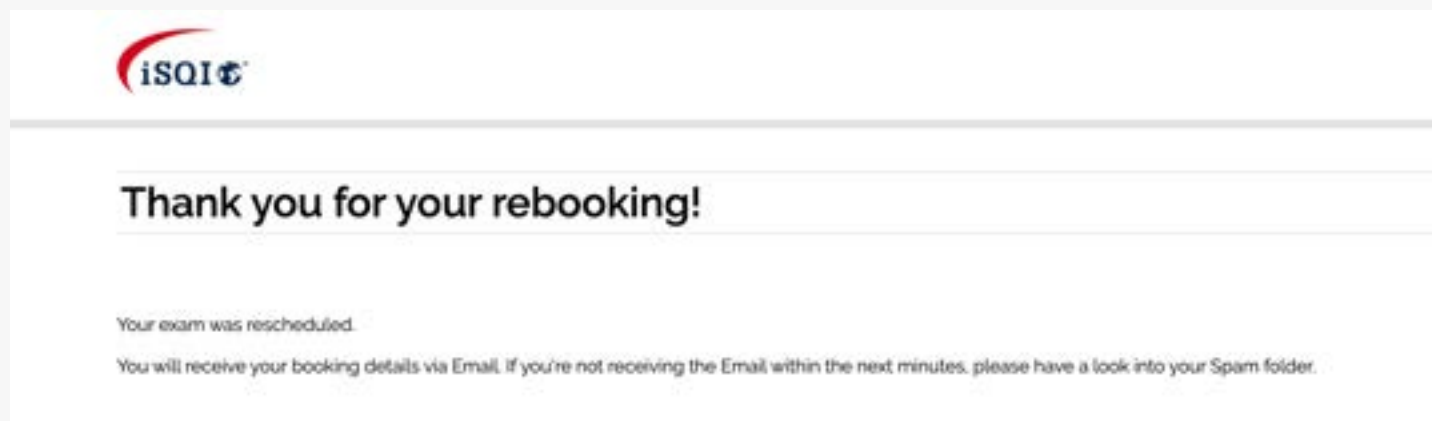 iSQI
Thank you for your rebooking!
Your exam was rescheduled.
You will receive your booking details via Email. If you're not receiving the Email within the next minutes, please have a look into your Spam folder.